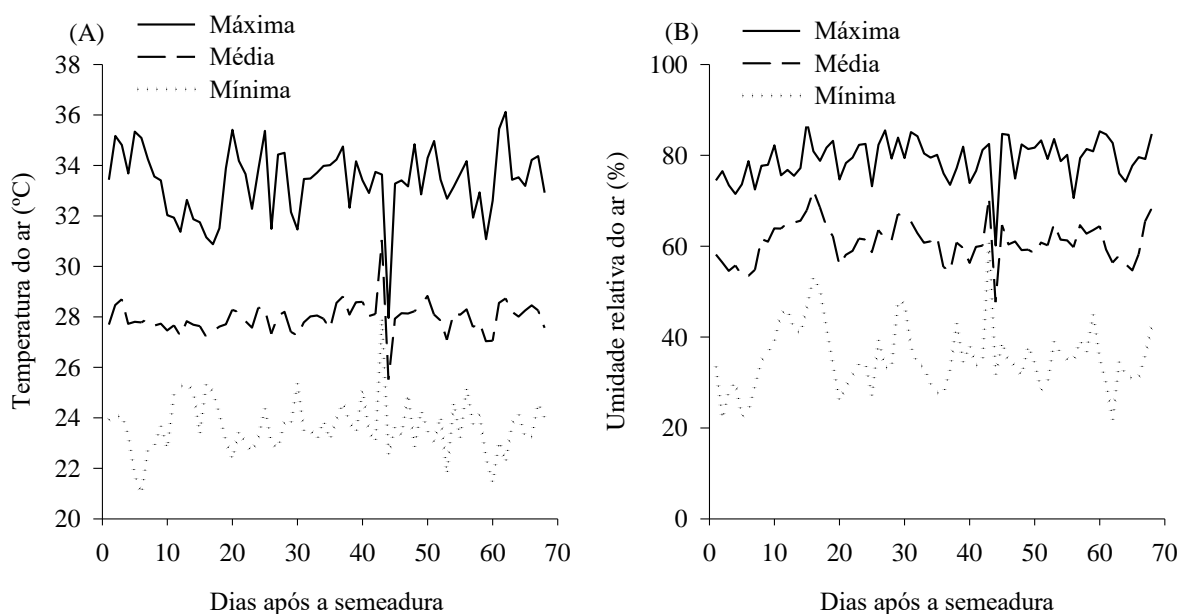 (A)
Máxima
Média
Mínima
38
36
34
32
30
28
26
24
22
20
0 10 20 30 40 50 60 70
Temperatura do ar (ºC)
Dias após a semeadura
(B)
Máxima
Média
Mínima
100
80
60
40
20
0
0 10 20 30 40 50 60 70
Umidade relativa do ar (%)
Dias após a semeadura